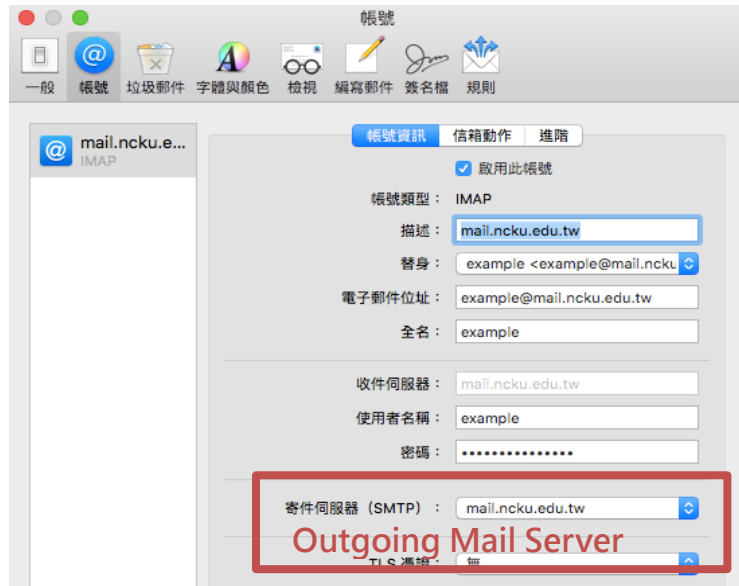 帳號
一般 帳號 垃圾郵件 字體與顏色 檢視 編寫郵件 簽名檔 規則
mail.ncku.e...
IMAP
帳號資訊 信箱動作 進階
啟用此帳號
帳號類型： IMAP
描述： mail.ncku.edu.tw
替身： example <example@mail.ncku
電子郵件位址： example@mail.ncku.edu.tw
全名： example
收件伺服器： mail.ncku.edu.tw
使用者名稱： example
密碼： •••••••••••••••
寄件伺服器（SMTP）： mail.ncku.edu.tw
Outgoing Mail Server
TLS 憑證： 無